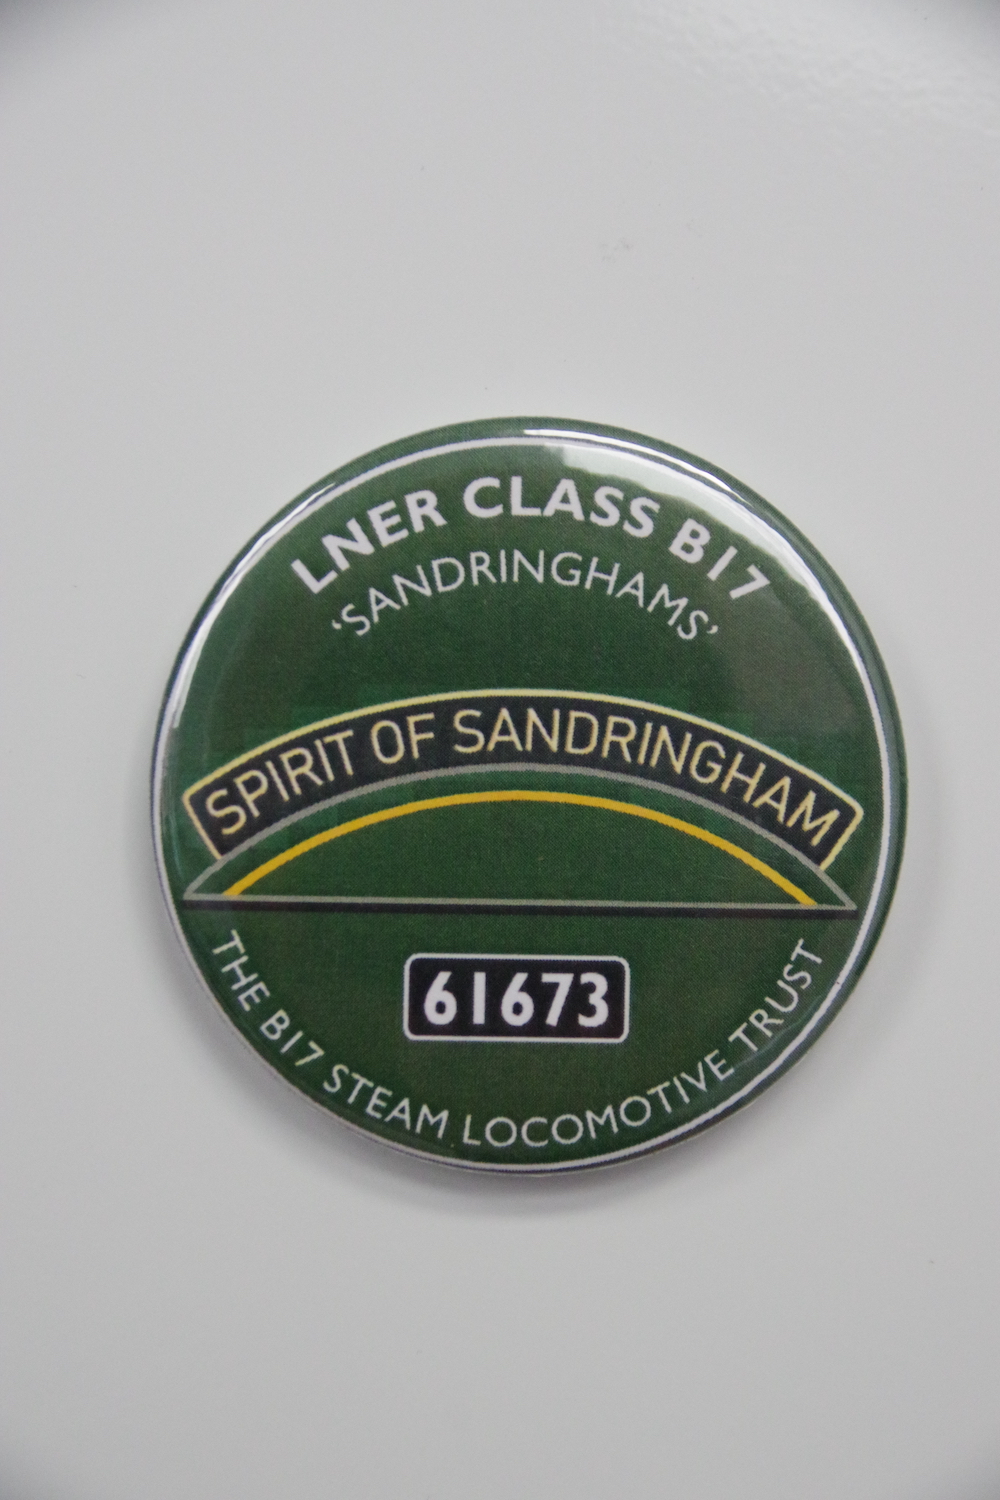 LNER CLASS B17
‘SANDRINGHAMS’
SPIRIT OF SANDRINGHAM
61673
THE B17 STEAM LOCOMOTIVE TRUST